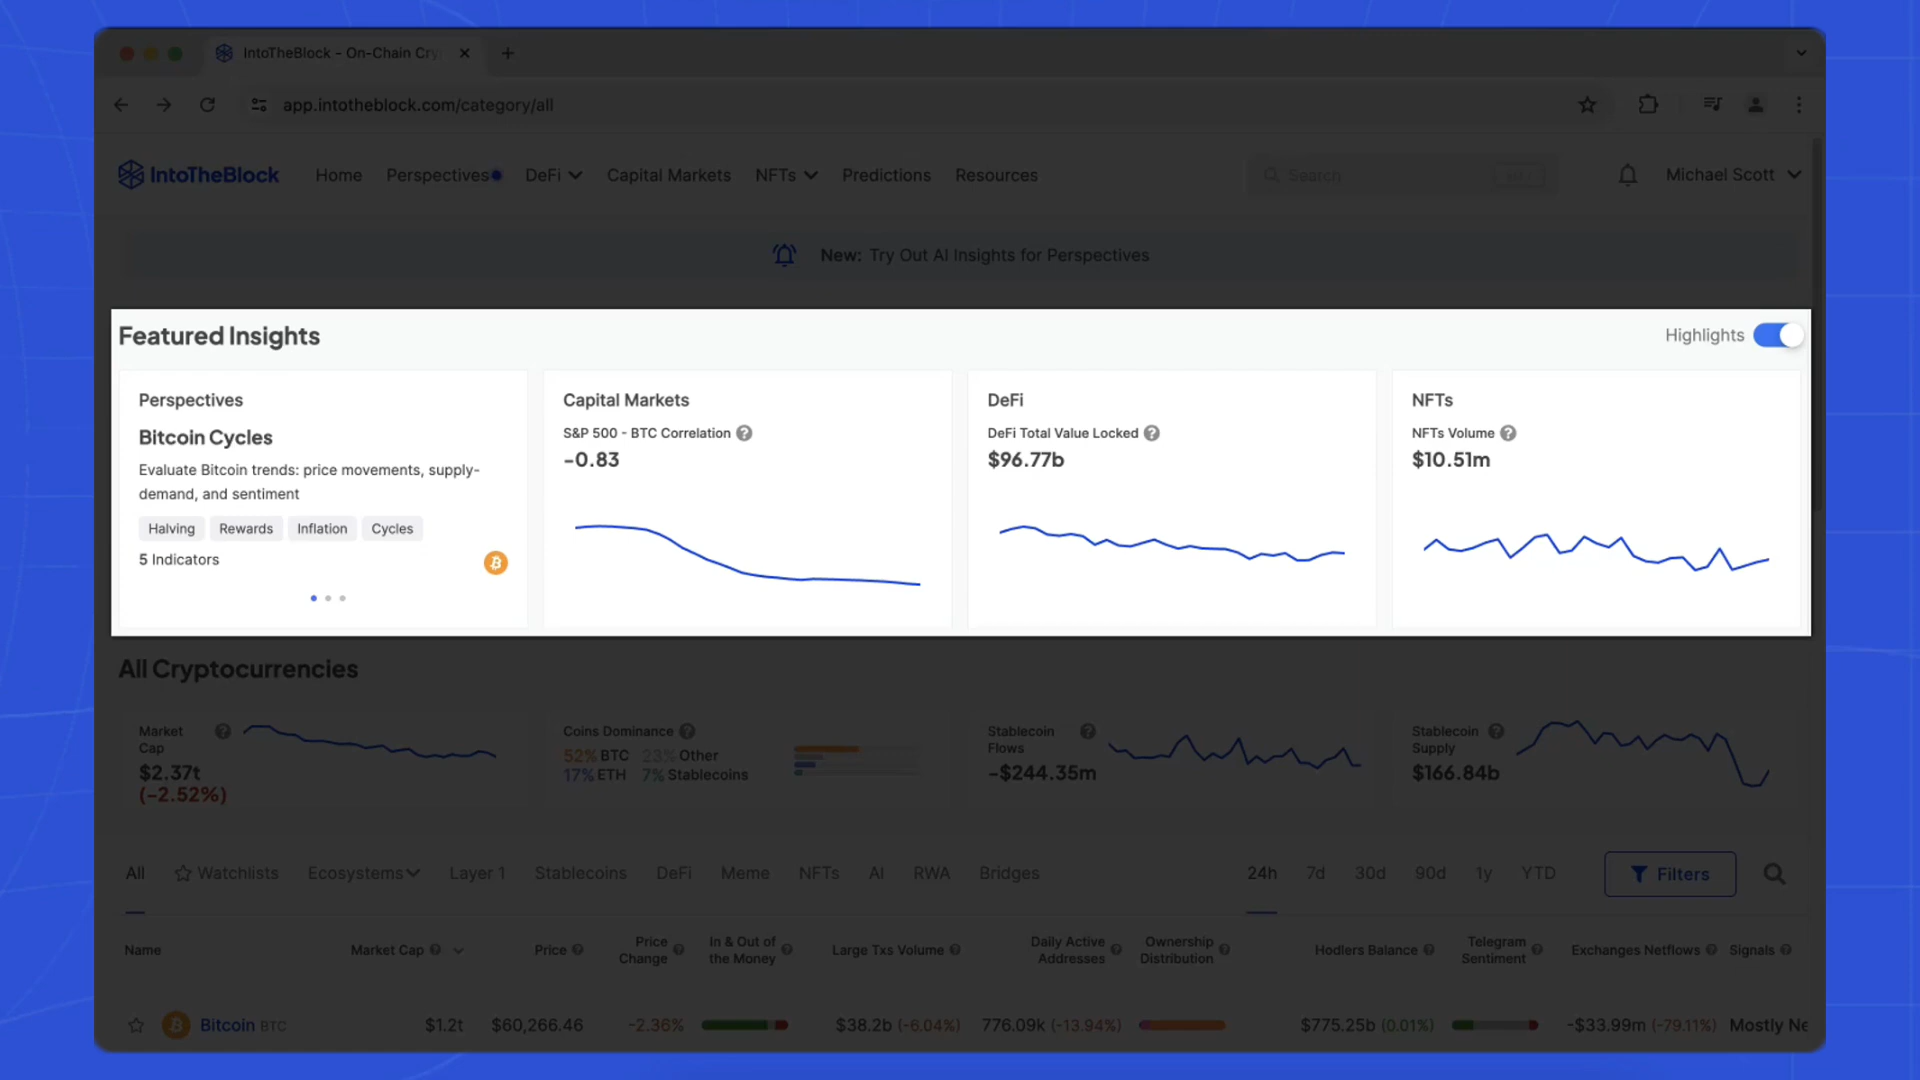 IntoTheBlock - On-Chain Cry
app.intotheblock.com/category/all
IntoTheBlock
Home
Perspectives
DeFi
Capital Markets
NFTs
Predictions
Resources
Search
Michael Scott
New: Try Out AI Insights for Perspectives
Featured Insights
Highlights
Perspectives
Bitcoin Cycles
Evaluate Bitcoin trends: price movements, supply-
demand, and sentiment
Halving
Rewards
Inflation
Cycles
5 Indicators
Capital Markets
S&P 500 - BTC Correlation
-0.83
DeFi
DeFi Total Value Locked
$96.77b
NFTs
NFTs Volume
$10.51m
All Cryptocurrencies
Market
Cap
$2.37t
(-2.52%)
Coins Dominance
52% BTC 23% Other
17% ETH 7% Stablecoins
Stablecoin
Flows
-$244.35m
Stablecoin
Supply
$166.84b
All
Watchlists
Ecosystems
Layer 1
Stablecoins
DeFi
Meme
NFTs
AI
RWA
Bridges
24h
7d
30d
90d
1y
YTD
Filters
Name
Market Cap
Price
Price
Change
In & Out of
the Money
Large Txs Volume
Daily Active
Addresses
Ownership
Distribution
Hodlers Balance
Telegram
Sentiment
Exchanges Netflows
Signals
Bitcoin BTC
$1.2t
$60,266.46
-2.36%
$38.2b (-6.04%)
776.09k (-13.94%)
$775.25b (0.01%)
-$33.99m (-79.11%)
Mostly Ne